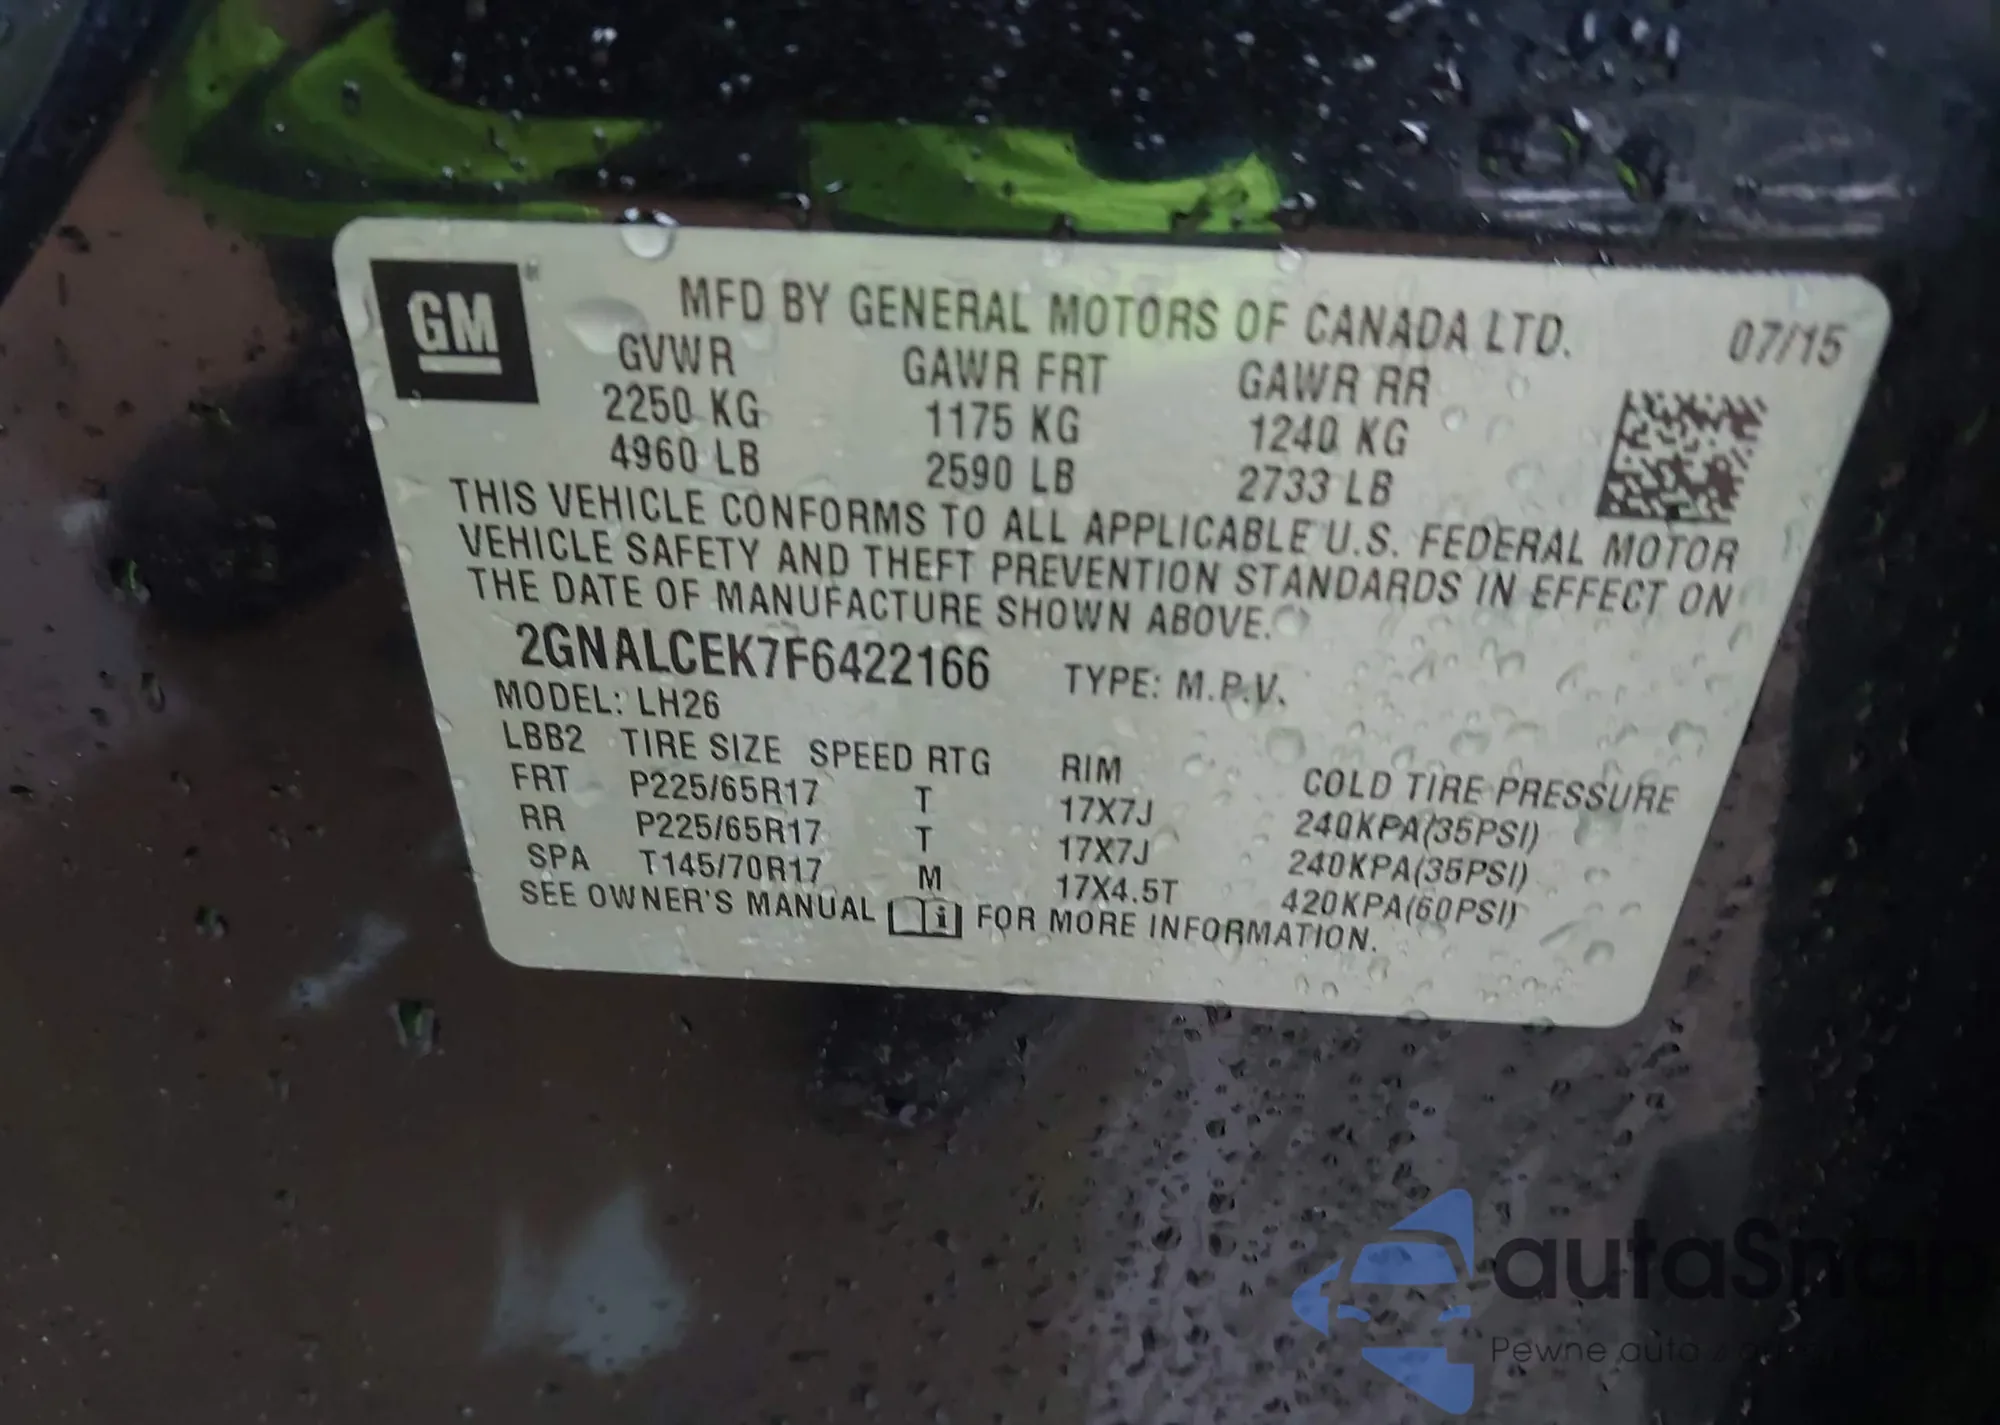 GM
MFD BY GENERAL MOTORS OF CANADA LTD. 07/15
GVWR GAWR FRT GAWR RR
2250 KG 1175 KG 1240 KG
4960 LB 2590 LB 2733 LB
THIS VEHICLE CONFORMS TO ALL APPLICABLE U.S. FEDERAL MOTOR
VEHICLE SAFETY AND THEFT PREVENTION STANDARDS IN EFFECT ON
THE DATE OF MANUFACTURE SHOWN ABOVE.
2GNALCEK7F6422166 TYPE: M.P.V.
MODEL: LH26
LBB2 TIRE SIZE SPEED RTG RIM COLD TIRE PRESSURE
FRT P225/65R17 T 17X7J 240KPA(35PSI)
RR P225/65R17 T 17X7J 240KPA(35PSI)
SPA T145/70R17 M 17X4.5T 420KPA(60PSI)
SEE OWNER'S MANUAL i FOR MORE INFORMATION.
autaSnap
Pewne auta